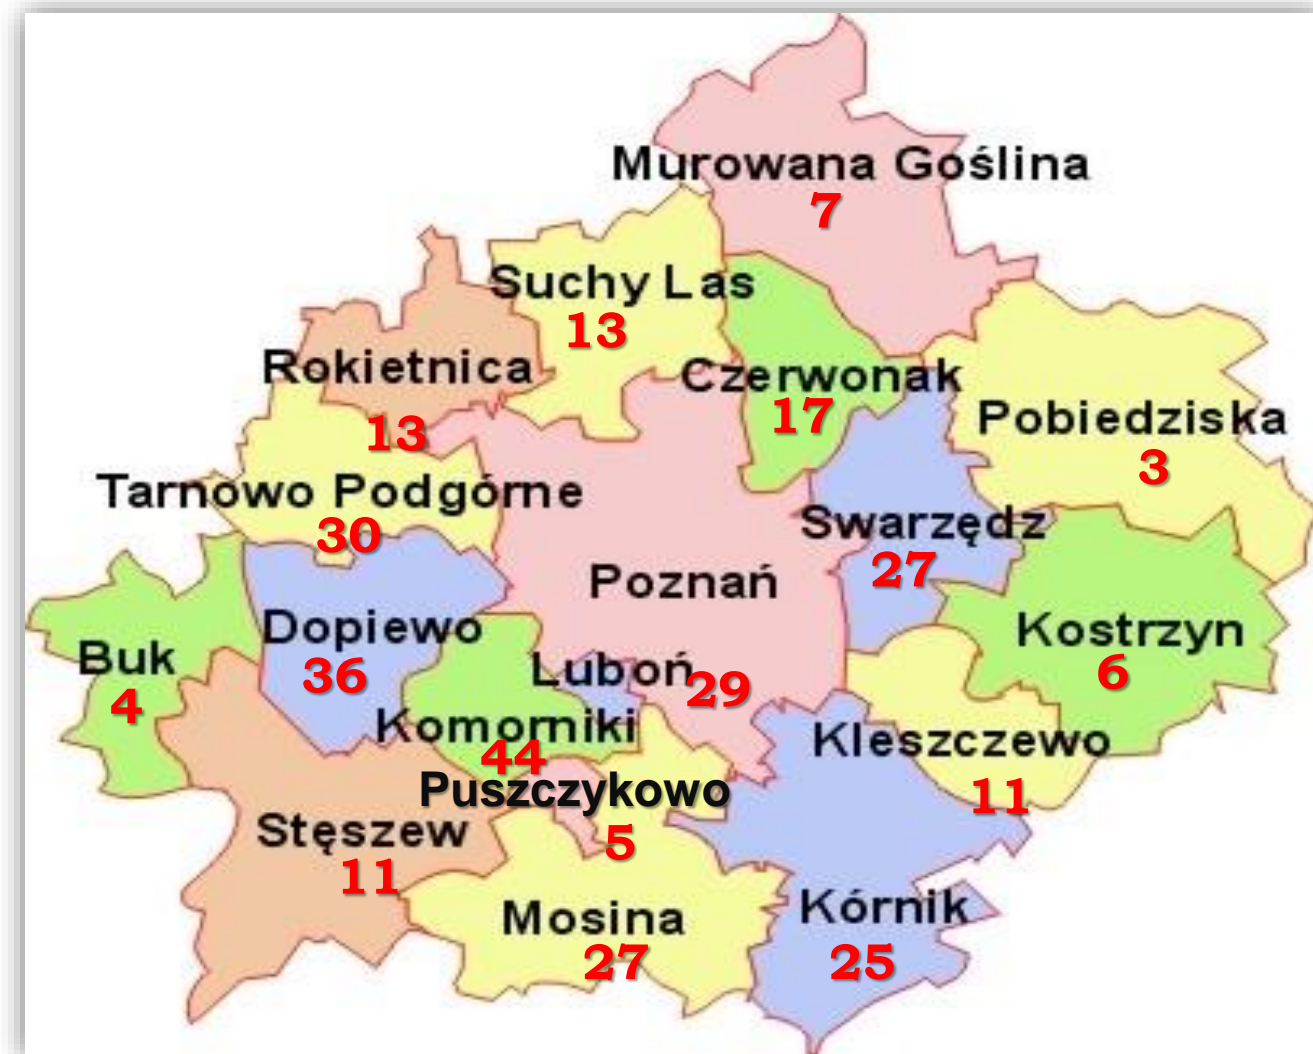 Murowana Goślina
7
Suchy Las
13
Rokietnica
13
Czerwonak
17
Pobiedziska
3
Tarnowo Podgórne
30
Swarzędz
27
Poznań
Dopiewo
36
Buk
4
Luboń
29
Kostrzyn
6
Komorniki
44
Kleszczewo
11
Puszczykowo
5
Stęszew
11
Mosina
27
Kórnik
25